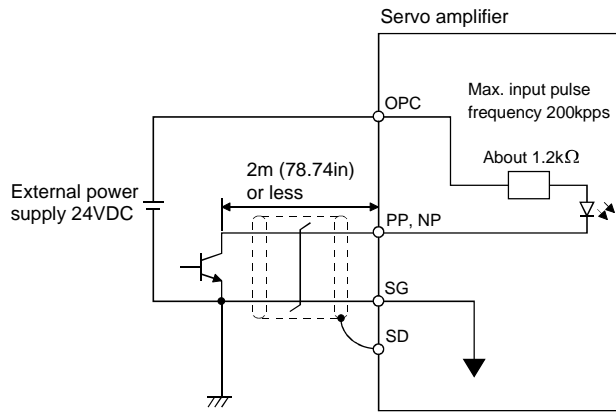 Servo amplifier
Max. input pulse
frequency 200kpps
OPC
About 1.2kΩ
2m (78.74in)
or less
External power
supply 24VDC
PP, NP
SG
SD